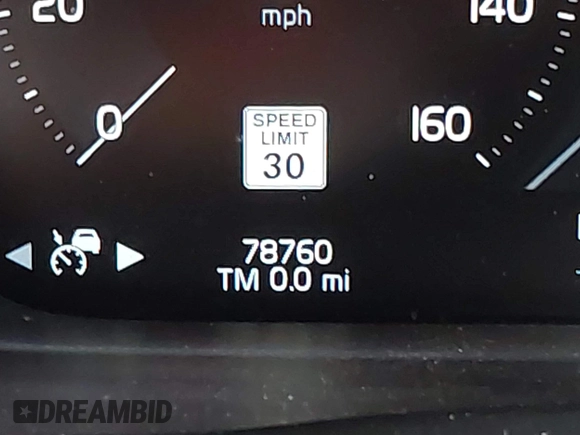 20
mph
140
0
SPEED
LIMIT
30
160
78760
TM 0.0 mi
DREAMBID